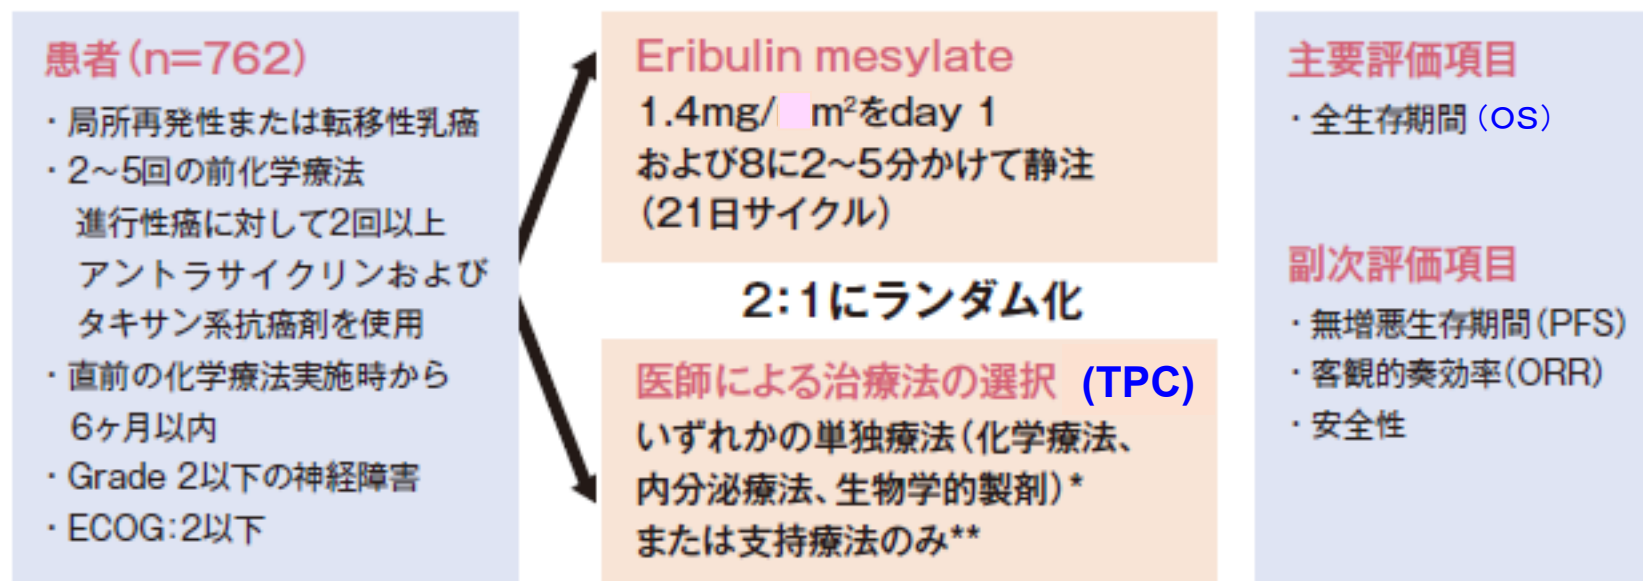 患者(n=762)
・局所再発性または転移性乳癌
・2～5回の前化学療法
進行性癌に対して2回以上
アントラサイクリンおよび
タキサン系抗癌剤を使用
・直前の化学療法実施時から
6ヶ月以内
・Grade 2以下の神経障害
・ECOG:2以下
Eribulin mesylate
1.4mg/ m²をday 1
および8に2～5分かけて静注
(21日サイクル)
2:1にランダム化
医師による治療法の選択 (TPC)
いずれかの単独療法(化学療法、
内分泌療法、生物学的製剤)*
または支持療法のみ**
主要評価項目
・全生存期間(OS)
副次評価項目
・無増悪生存期間(PFS)
・客観的奏効率(ORR)
・安全性